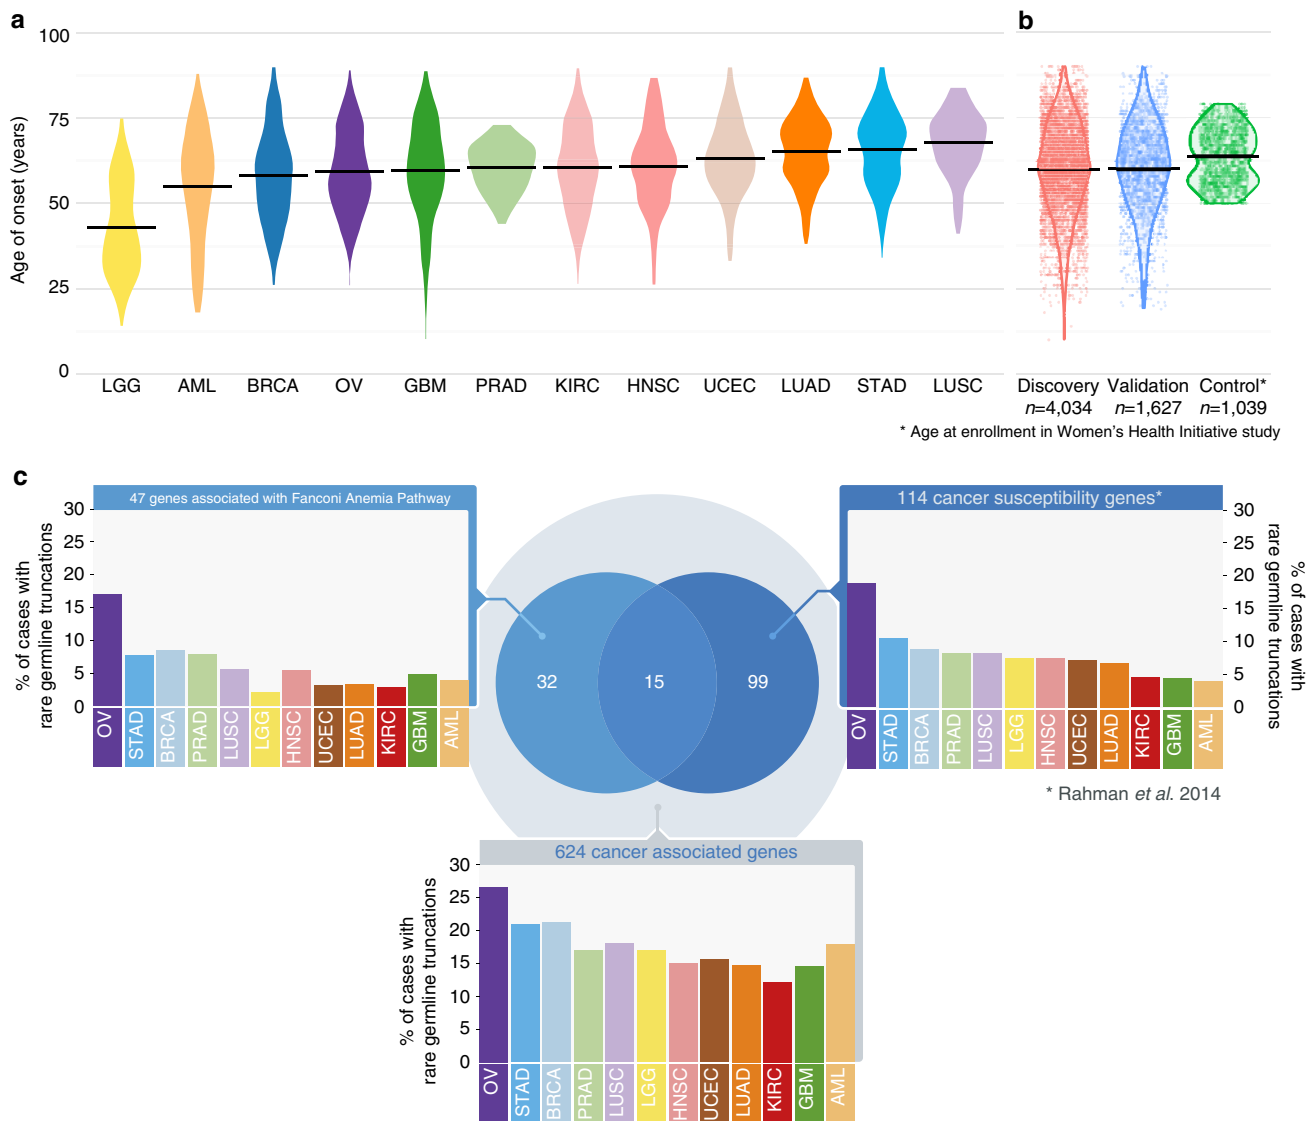 a
100
75
50
25
0
Age of onset (years)
LGG AML BRCA OV GBM PRAD KIRC HNSC UCEC LUAD STAD LUSC
b
Discovery Validation Control*
n=4,034 n=1,627 n=1,039
* Age at enrollment in Women's Health Initiative study
c
47 genes associated with Fanconi Anemia Pathway
30
25
20
15
10
5
0
% of cases with
rare germline truncations
OV STAD BRCA PRAD LUSC LGG HNSC UCEC LUAD KIRC GBM AML
32 15 99
114 cancer susceptibility genes*
30
25
20
15
10
5
0
% of cases with
rare germline truncations
OV STAD BRCA PRAD LUSC LGG HNSC UCEC LUAD KIRC GBM AML
* Rahman et al. 2014
624 cancer associated genes
30
25
20
15
10
5
0
% of cases with
rare germline truncations
OV STAD BRCA PRAD LUSC LGG HNSC UCEC LUAD KIRC GBM AML